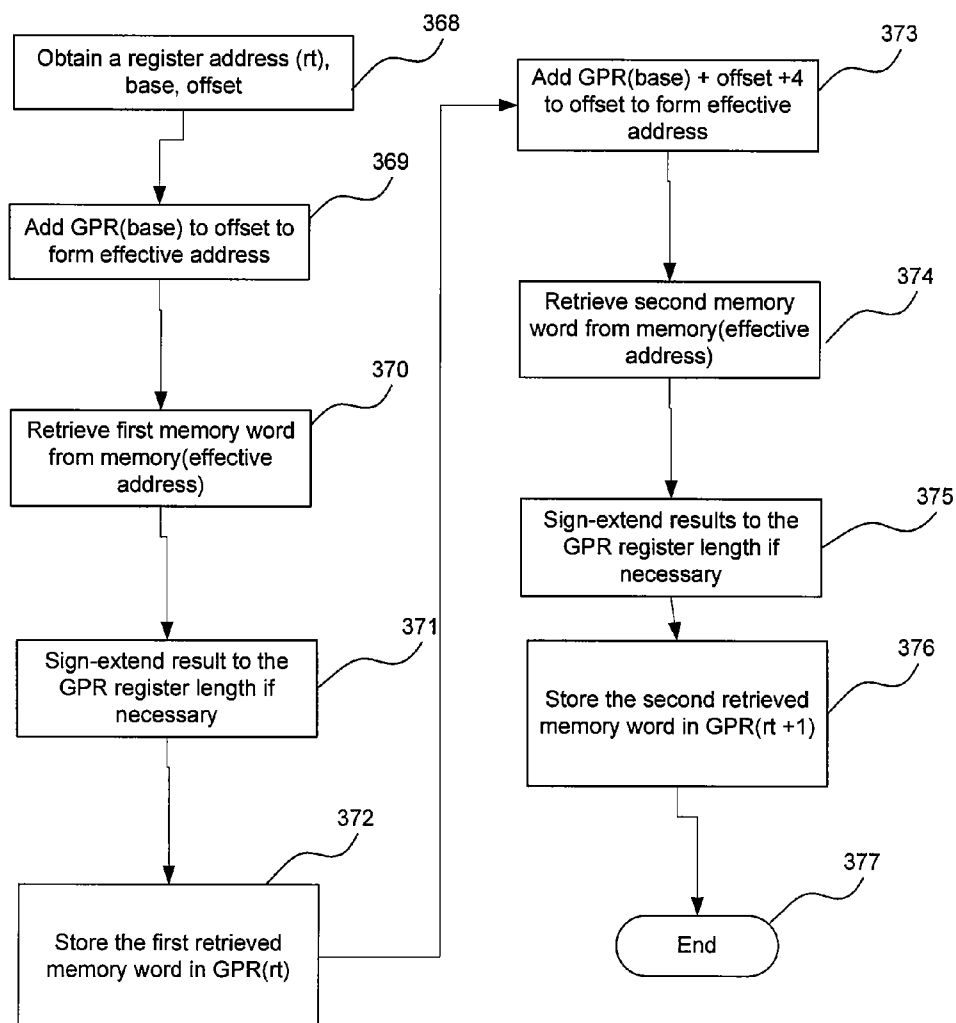 368
Obtain a register address (rt),
base, offset
369
Add GPR(base) to offset to
form effective address
370
Retrieve first memory word
from memory(effective
address)
371
Sign-extend result to the
GPR register length if
necessary
372
Store the first retrieved
memory word in GPR(rt)
373
Add GPR(base) + offset +4
to offset to form effective
address
374
Retrieve second memory
word from memory(effective
address)
375
Sign-extend results to the
GPR register length if
necessary
376
Store the second retrieved
memory word in GPR(rt +1)
377
End